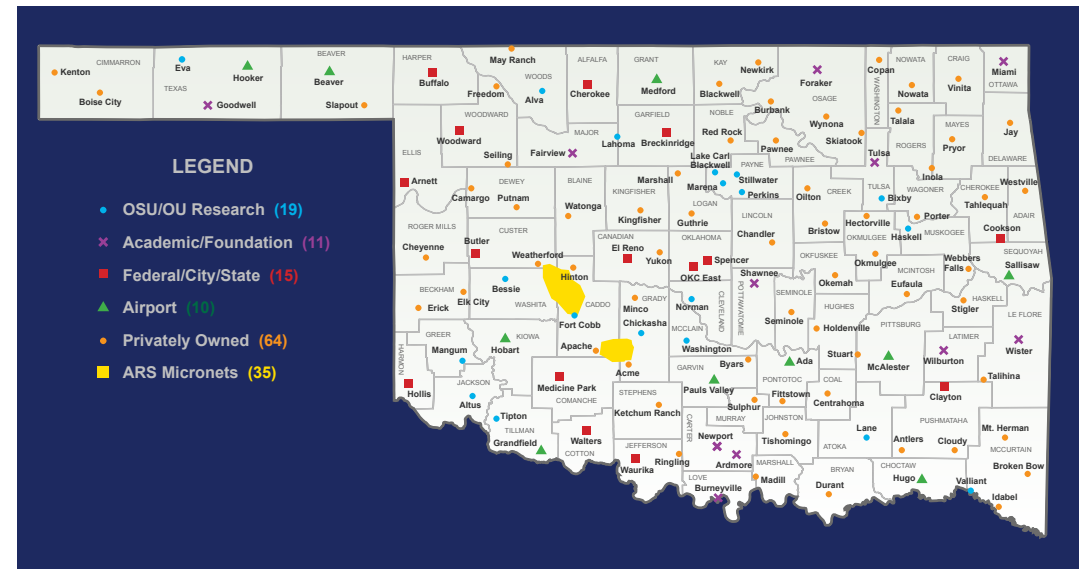 BEAVER
HARPER
ALFALFA
GRANT
May Ranch
CIMMARRON
Kenton
Eva
Hooker
Beaver
Buffalo
WOODS
Cherokee
Medford
KAY
Newkirk
Foraker
Copan
NOWATA
CRAIG
Miami
OTTAWA
TEXAS
Boise City
Goodwell
Slapout
Freedom
Alva
Blackwell
Burbank
OSAGE
WASHINGTON
Nowata
Vinita
WOODWARD
Woodward
MAJOR
GARFIELD
NOBLE
Wynona
Talala
MAYES
Jay
Lahoma
Breckinridge
Red Rock
Pawnee
Skiatook
ROGERS
Pryor
ELLIS
Seiling
Fairview
Lake Carl
Blackwell
PAYNE
PAWNEE
Tulsa
DELAWARE
LEGEND
Arnett
DEWEY
BLAINE
Marshall
Marena
Stillwater
Perkins
Inola
Camargo
Putnam
KINGFISHER
LOGAN
Oilton
CREEK
TULSA
Bixby
WAGONER
CHEROKEE
Tahlequah
Westville
OSU/OU Research (19)
Watonga
Kingfisher
Guthrie
LINCOLN
Bristow
Hectorville
Porter
ADAIR
ROGER MILLS
CUSTER
CANADIAN
OKLAHOMA
Chandler
OKMULGEE
Haskell
MUSKOGEE
Cookson
Academic/Foundation (11)
Cheyenne
Butler
Weatherford
El Reno
Yukon
Spencer
OKC East
Shawnee
OKFUSKEE
Okmulgee
Webbers
Falls
SEQUOYAH
Sallisaw
Federal/City/State (15)
BECKHAM
Elk City
Bessie
Hinton
Okemah
MCINTOSH
Eufaula
Airport (10)
Erick
WASHITA
CADDO
GRADY
Minco
Norman
CLEVELAND
POTTAWATOMIE
SEMINOLE
Seminole
HUGHES
HASKELL
Stigler
LE FLORE
Fort Cobb
Chickasha
MCCLAIN
Holdenville
PITTSBURG
GREER
KIOWA
Hobart
Privately Owned (64)
HARMON
Mangum
Apache
Washington
Byars
Ada
Stuart
McAlester
LATIMER
Wilburton
Wister
ARS Micronets (35)
Acme
GARVIN
Pauls Valley
PONTOTOC
COAL
Talihina
Hollis
JACKSON
Altus
Medicine Park
COMANCHE
STEPHENS
Ketchum Ranch
Sulphur
Fittstown
Centrahoma
Clayton
Tipton
TILLMAN
Grandfield
Walters
COTTON
JEFFERSON
Waurika
Ringling
CARTER
MURRAY
Newport
Ardmore
JOHNSTON
Tishomingo
ATOKA
Lane
PUSHMATAHA
Antlers
Cloudy
Mt. Herman
MCCURTAIN
LOVE
Burneyville
MARSHALL
Madill
BRYAN
Durant
CHOCTAW
Hugo
Valliant
Broken Bow
Idabel